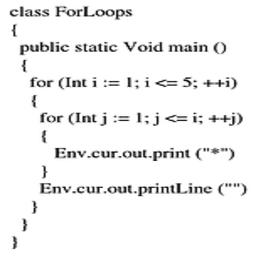 class ForLoops
{
public static Void main ()
{
for (Int i := 1; i <= 5; ++i)
{
for (Int j := 1; j <= i; ++j)
{
Env.cur.out.print ("*")
}
Env.cur.out.printLine ("")
}
}
}